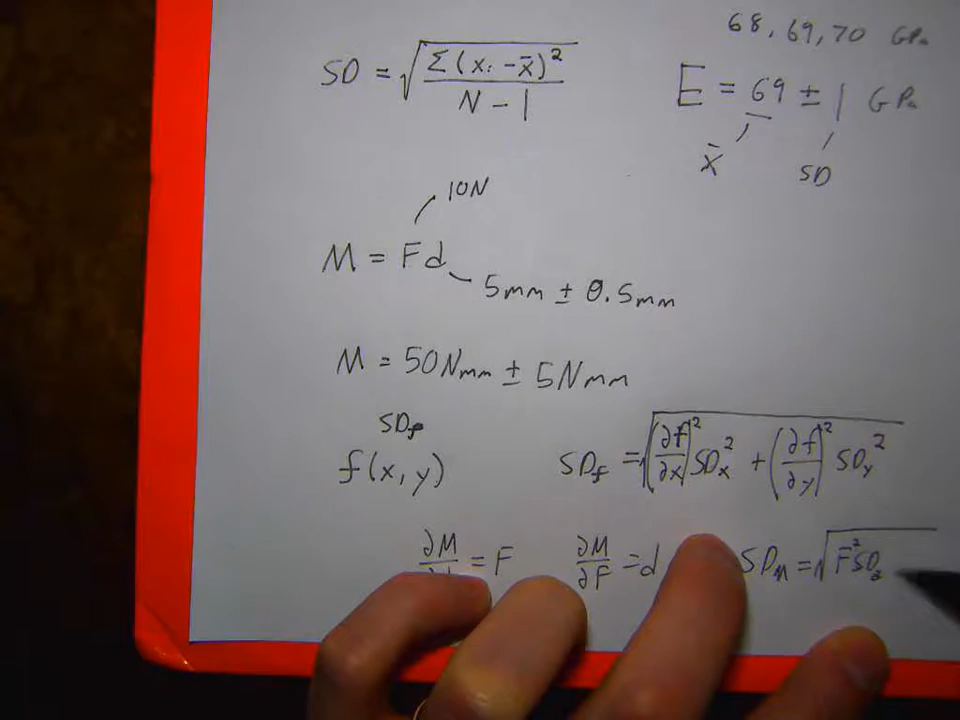 68, 69, 70 GPa
SD = √(Σ(xᵢ - x̄)² / N - 1)
E = 69 ± 1 GPa
x̄ SD
10N
M = Fd
5mm ± 0.5mm
M = 50Nmm ± 5Nmm
SD_f
f(x, y)
SD_f = √((∂f/∂x)² SD_x² + (∂f/∂y)² SD_y²)
∂M = F ∂M/∂F = d SD_M = √(F² SD